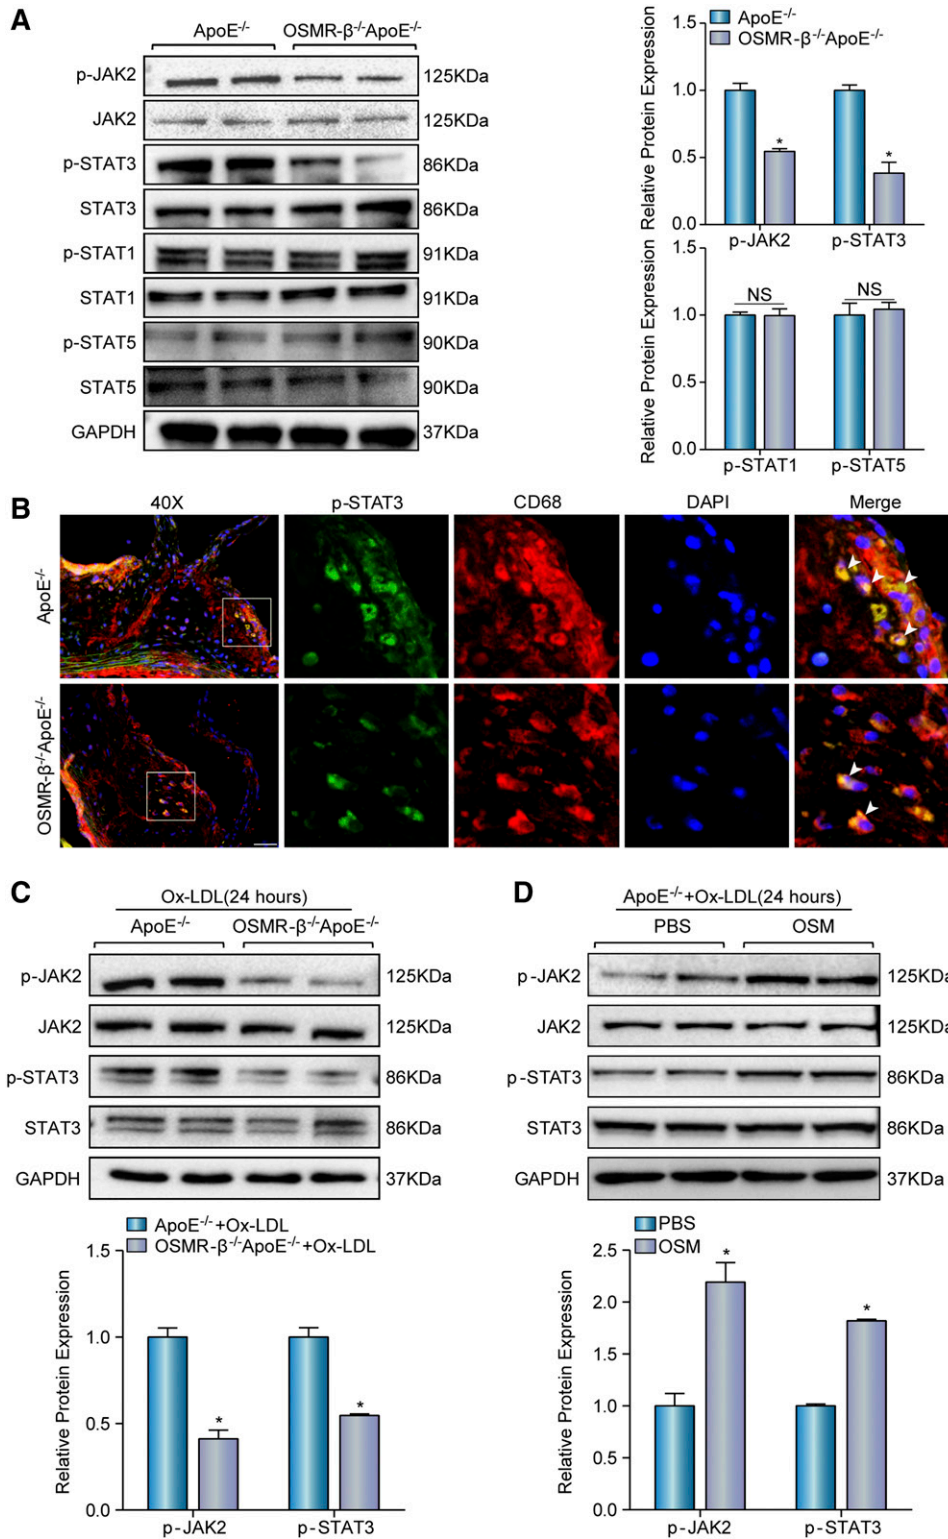 A
ApoE-/- OSMR-β-/-ApoE-/-
p-JAK2 125KDa
JAK2 125KDa
p-STAT3 86KDa
STAT3 86KDa
p-STAT1 91KDa
STAT1 91KDa
p-STAT5 90KDa
STAT5 90KDa
GAPDH 37KDa
ApoE-/-
OSMR-β-/-ApoE-/-
Relative Protein Expression
1.5
1.0
0.5
0.0
* *
p-JAK2 p-STAT3
Relative Protein Expression
1.5
1.0
0.5
0.0
NS NS
p-STAT1 p-STAT5
B
40X p-STAT3 CD68 DAPI Merge
ApoE-/-
OSMR-β-/-ApoE-/-
C
Ox-LDL(24 hours)
ApoE-/- OSMR-β-/-ApoE-/-
p-JAK2 125KDa
JAK2 125KDa
p-STAT3 86KDa
STAT3 86KDa
GAPDH 37KDa
ApoE-/-+Ox-LDL
OSMR-β-/-ApoE-/-+Ox-LDL
Relative Protein Expression
1.5
1.0
0.5
0.0
* *
p-JAK2 p-STAT3
D
ApoE-/-+Ox-LDL(24 hours)
PBS OSM
p-JAK2 125KDa
JAK2 125KDa
p-STAT3 86KDa
STAT3 86KDa
GAPDH 37KDa
PBS
OSM
Relative Protein Expression
2.5
2.0
1.5
1.0
0.5
0.0
* *
p-JAK2 p-STAT3